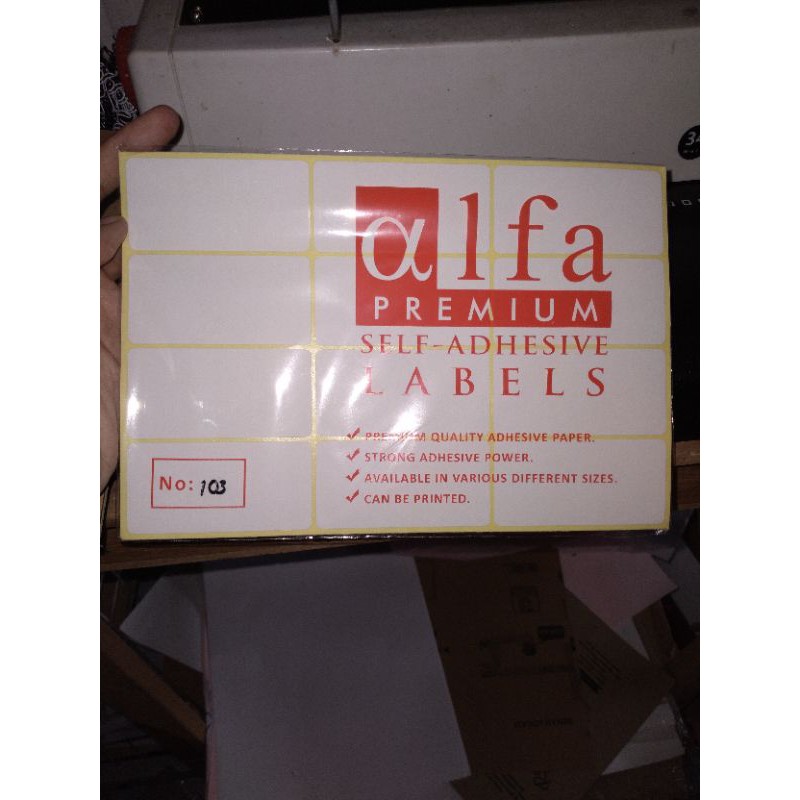 αlfa
PREMIUM
SELF-ADHESIVE
LABELS
PREMIUM QUALITY ADHESIVE PAPER.
STRONG ADHESIVE POWER.
AVAILABLE IN VARIOUS DIFFERENT SIZES.
CAN BE PRINTED.
No: 103